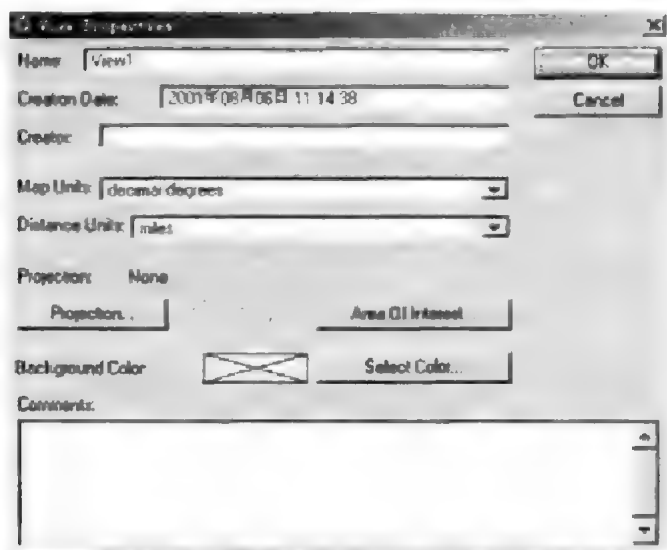 View Properties
Name: View1
OK
Creation Date: 2001年08月06日 11:14:38
Cancel
Creator:
Map Units: decimal degrees
Distance Units: miles
Projection: None
Projection...
Area Of Interest...
Background Color
Select Color...
Comments: